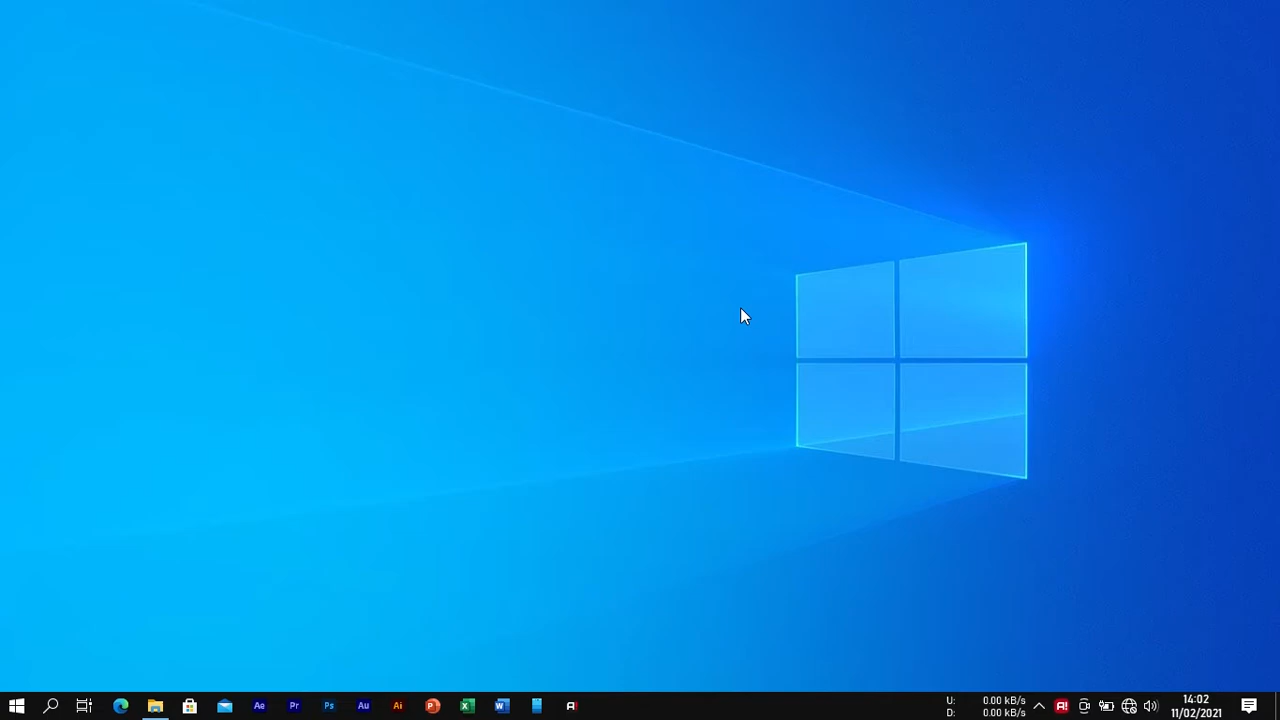 Ae
Pr
Ps
Au
Ai
P
X
W
A!
U: 0.00 kB/s
D: 0.00 kB/s
A!
14:02
11/02/2021